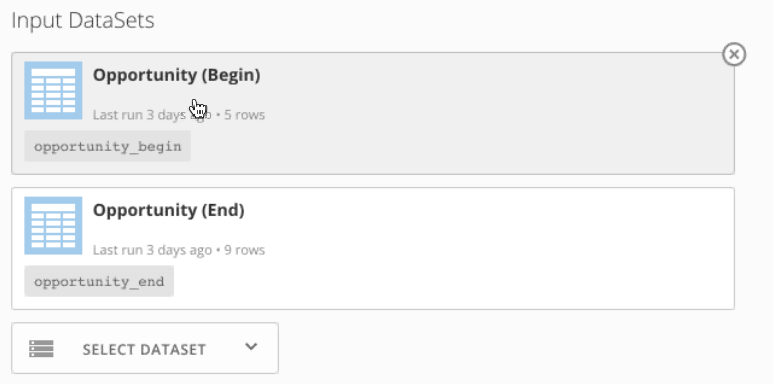 Input DataSets
Opportunity (Begin)
Last run 3 days ago • 5 rows
opportunity_begin
Opportunity (End)
Last run 3 days ago • 9 rows
opportunity_end
SELECT DATASET